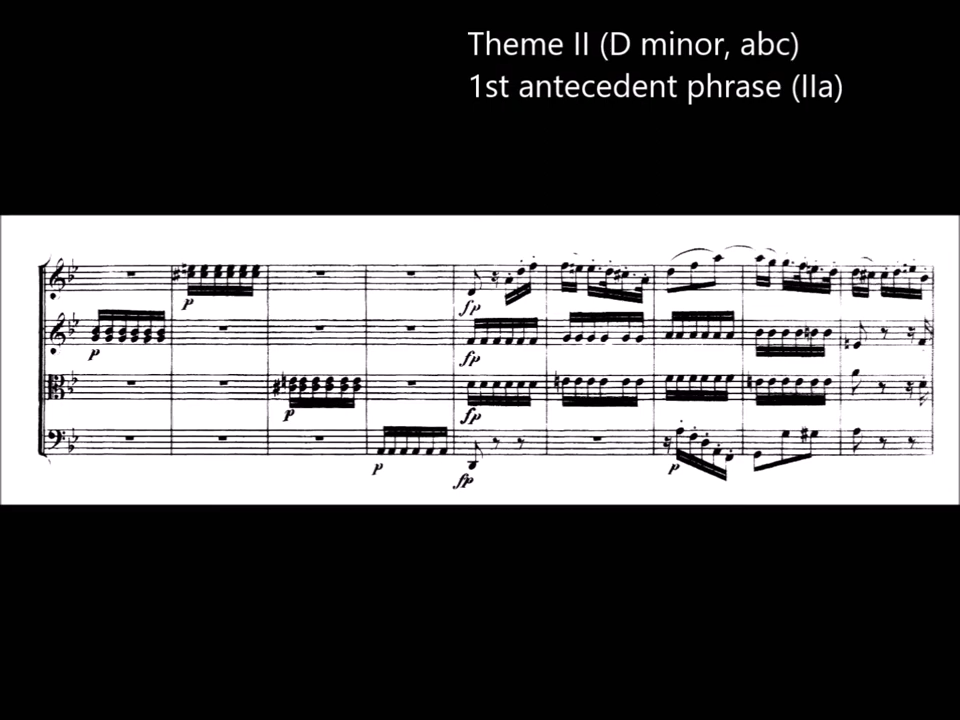 Theme II (D minor, abc)
1st antecedent phrase (IIa)
p
fp
p
fp
p
fp
p
fp
p